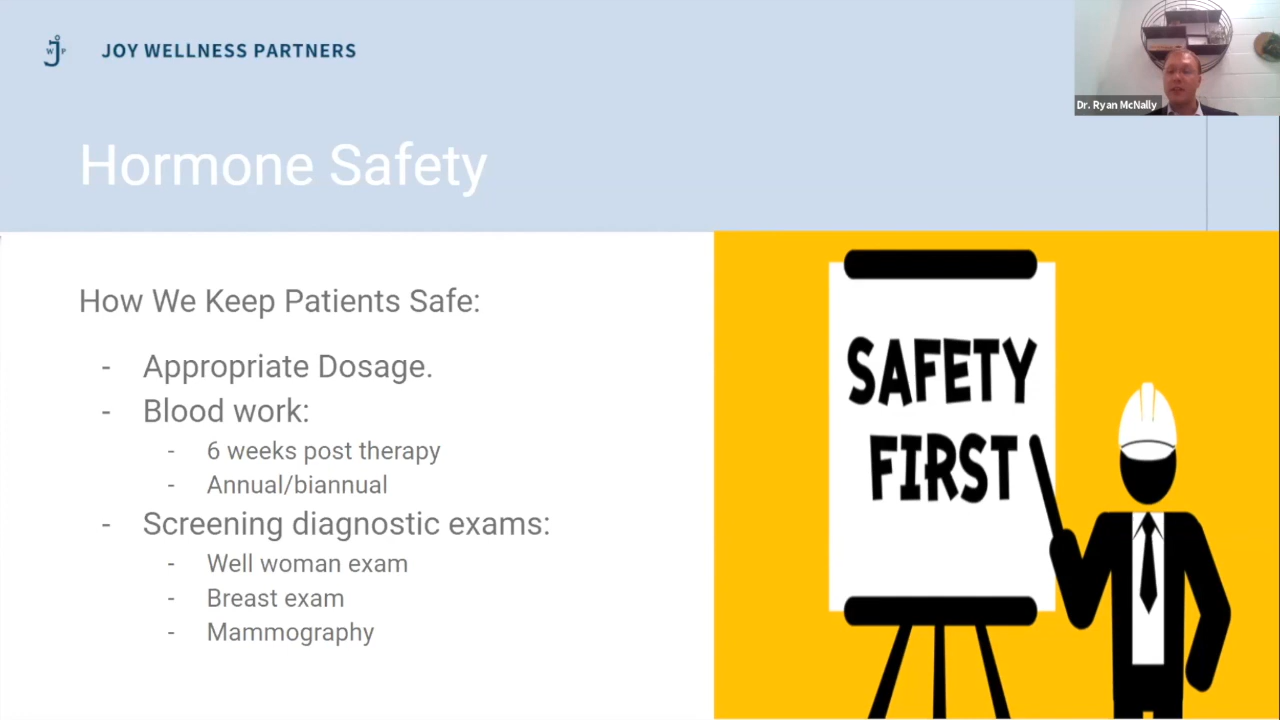 W P
JOY WELLNESS PARTNERS
Dr. Ryan McNally
Hormone Safety
How We Keep Patients Safe:
- Appropriate Dosage.
- Blood work:
- 6 weeks post therapy
- Annual/biannual
- Screening diagnostic exams:
- Well woman exam
- Breast exam
- Mammography
SAFETY
FIRST